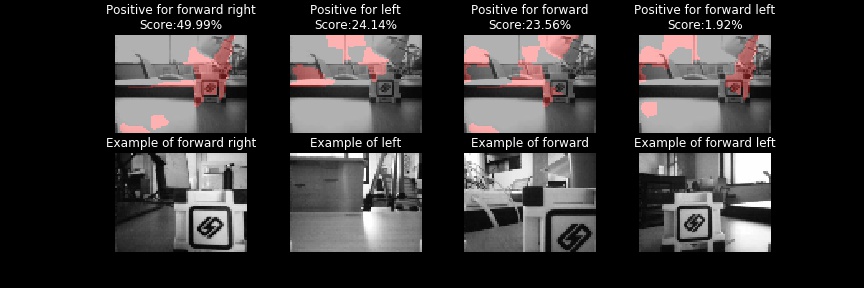 Positive for forward right
Score:49.99%
Positive for left
Score:24.14%
Positive for forward
Score:23.56%
Positive for forward left
Score:1.92%
Example of forward right
Example of left
Example of forward
Example of forward left